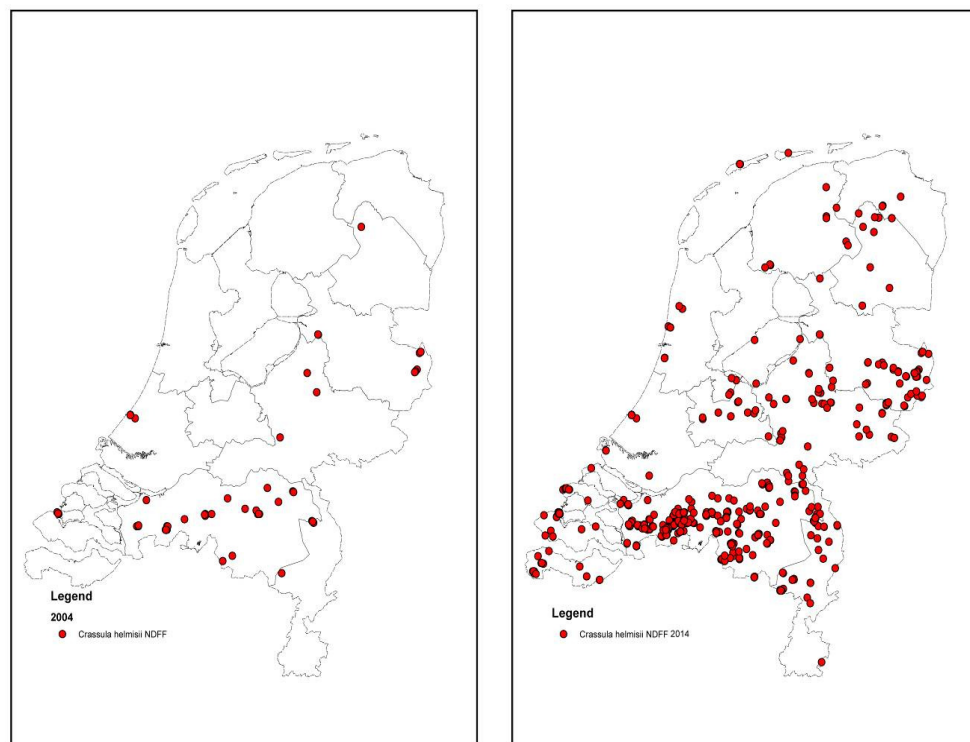 Legend
2004
Crassula helmisii NDFF
Legend
Crassula helmisii NDFF 2014